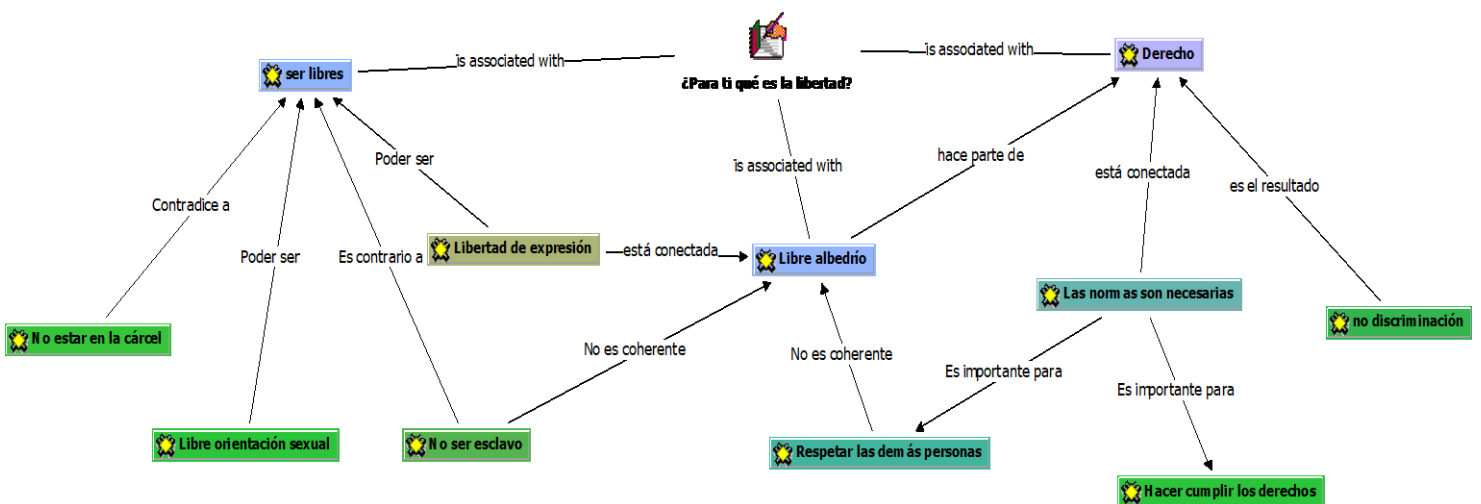 is associated with
is associated with
Derecho
ser libres
¿Para ti qué es la libertad?
Poder ser
hace parte de
is associated with
está conectada
es el resultado
Contradice a
Libertad de expresión
está conectada
Poder ser
Es contrario a
Libre albedrío
Las normas son necesarias
no discriminación
No estar en la cárcel
No es coherente
No es coherente
Es importante para
Es importante para
Libre orientación sexual
No ser esclavo
Respetar las demás personas
Hacer cumplir los derechos